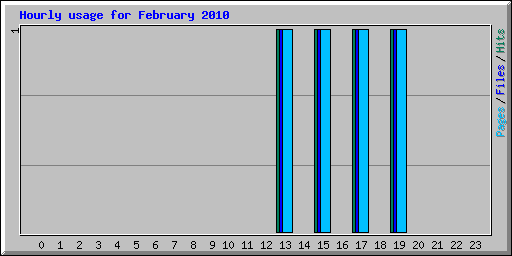 Hourly usage for February 2010
1
Pages/Files/Hits
0 1 2 3 4 5 6 7 8 9 10 11 12 13 14 15 16 17 18 19 20 21 22 23